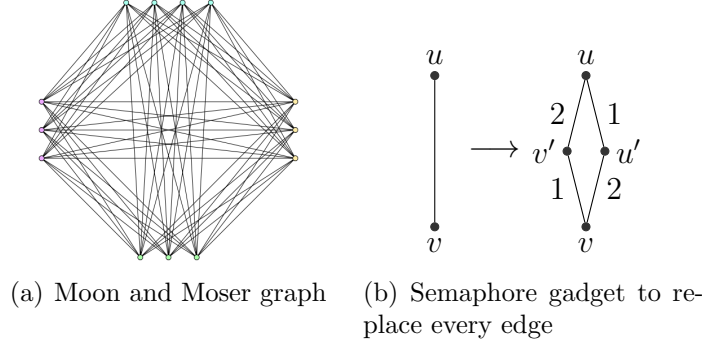 u
u
2
1
v′
u′
1
2
v
v
(a) Moon and Moser graph
(b) Semaphore gadget to re-
place every edge